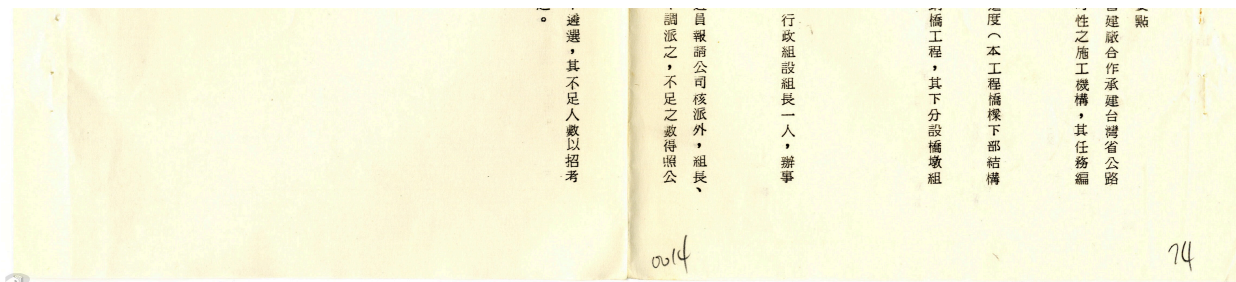 點
建廠合作承建台灣省公路
性之施工機構，其任務編
度（本工程橋樑下部結構
橋工程，其下分設橋墩組
行政組設組長一人，辦事
員報請公司核派外，組長、
調派之，不足之數得照公
遴選，其不足人數以招考
。
0014
74